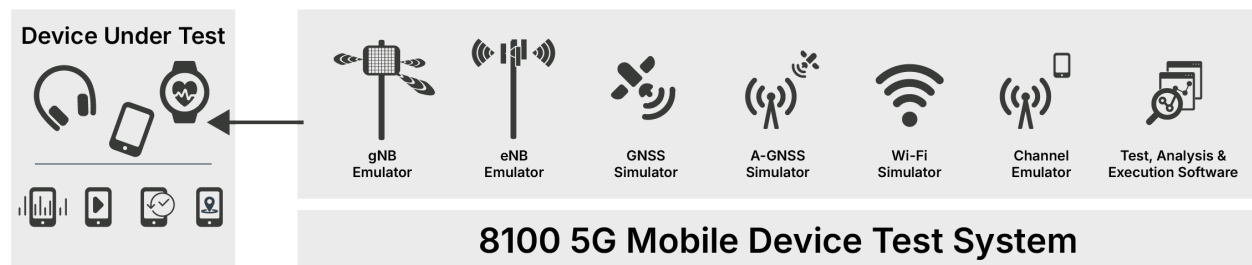 Device Under Test
gNB
Emulator
eNB
Emulator
GNSS
Simulator
A-GNSS
Simulator
Wi-Fi
Simulator
Channel
Emulator
Test, Analysis &
Execution Software
8100 5G Mobile Device Test System